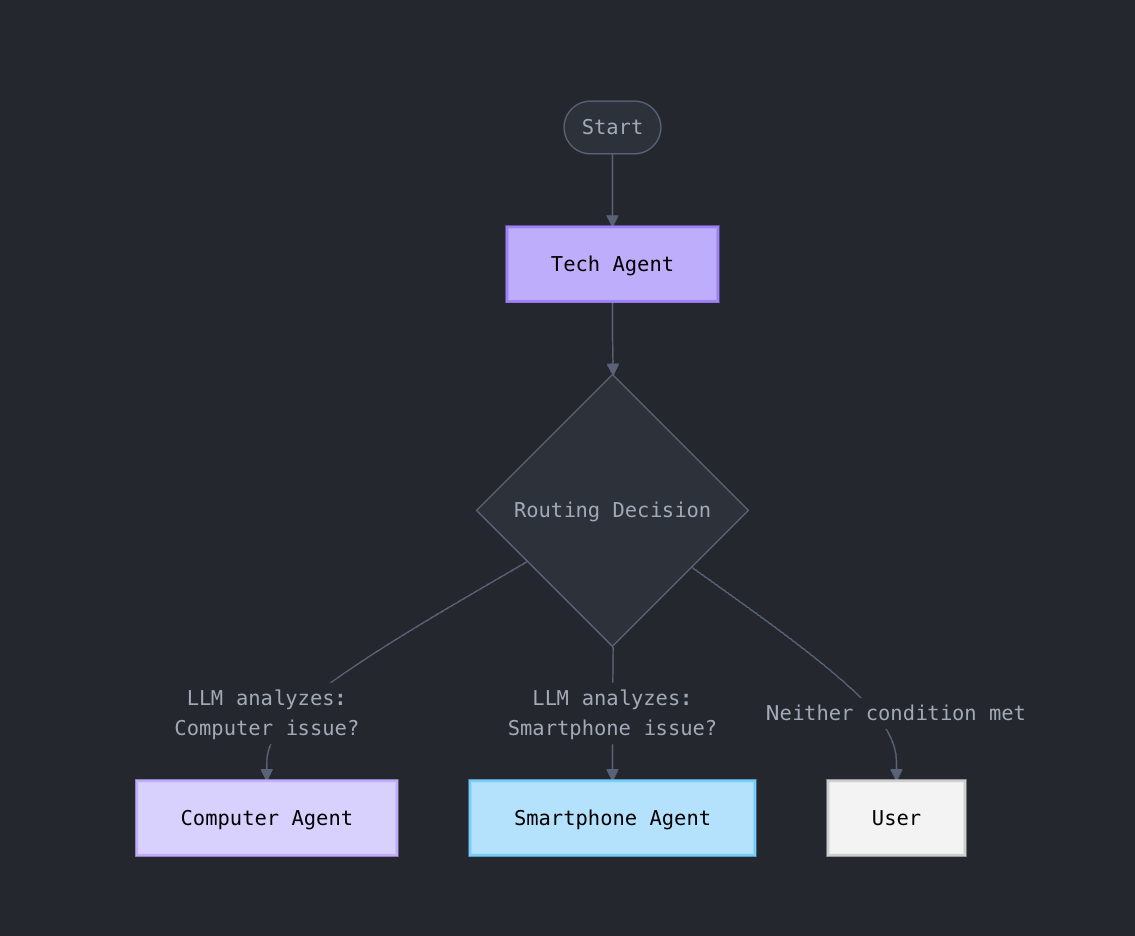 Start
Tech Agent
Routing Decision
LLM analyzes:
Computer issue?
LLM analyzes:
Smartphone issue?
Neither condition met
Computer Agent
Smartphone Agent
User